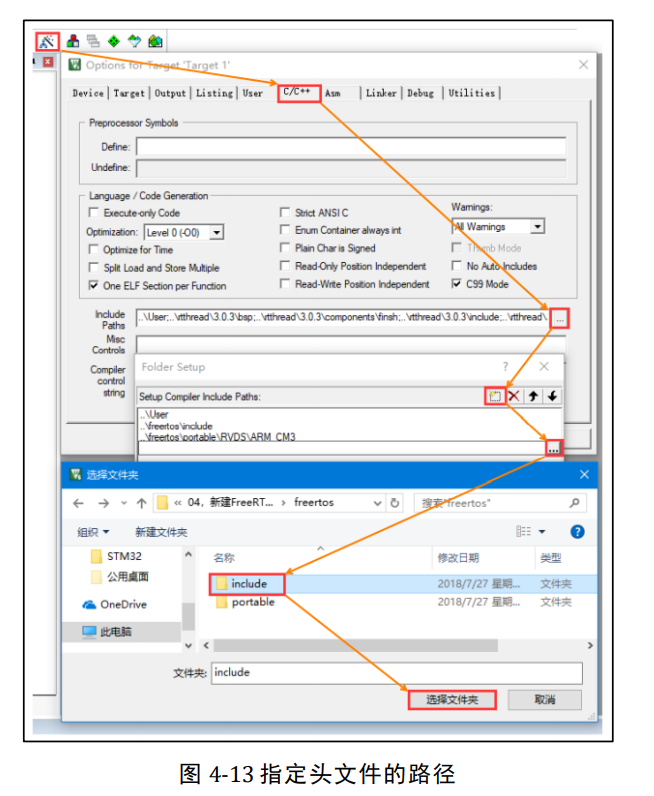 Options for Target 'Target 1'
Device Target Output Listing User C/C++ Asm Linker Debug Utilities
Preprocessor Symbols
Define:
Undefine:
Language / Code Generation
Execute-only Code
Strict ANSI C
Warnings:
Optimization: Level 0 (-O0)
Enum Container always int
All Warnings
Optimize for Time
Plain Char is Signed
Thumb Mode
Split Load and Store Multiple
Read-Only Position Independent
No Auto Includes
One ELF Section per Function
Read-Write Position Independent
C99 Mode
Include Paths
..\User;..\rtthread\3.0.3\bsp;..\rtthread\3.0.3\components\finsh;..\rtthread\3.0.3\include;..\rtthread\
...
Misc Controls
Compiler control string
Folder Setup
Setup Compiler Include Paths:
..\User
..\freertos\include
..\freertos\portable\RVDS\ARM_CM3
...
选择文件夹
« 04, 新建FreeRT... › freertos
搜索"freertos"
组织 新建文件夹
STM32
公用桌面
OneDrive
此电脑
名称 修改日期 类型
include 2018/7/27 星期... 文件夹
portable 2018/7/27 星期... 文件夹
文件夹: include
选择文件夹 取消
图 4-13 指定头文件的路径